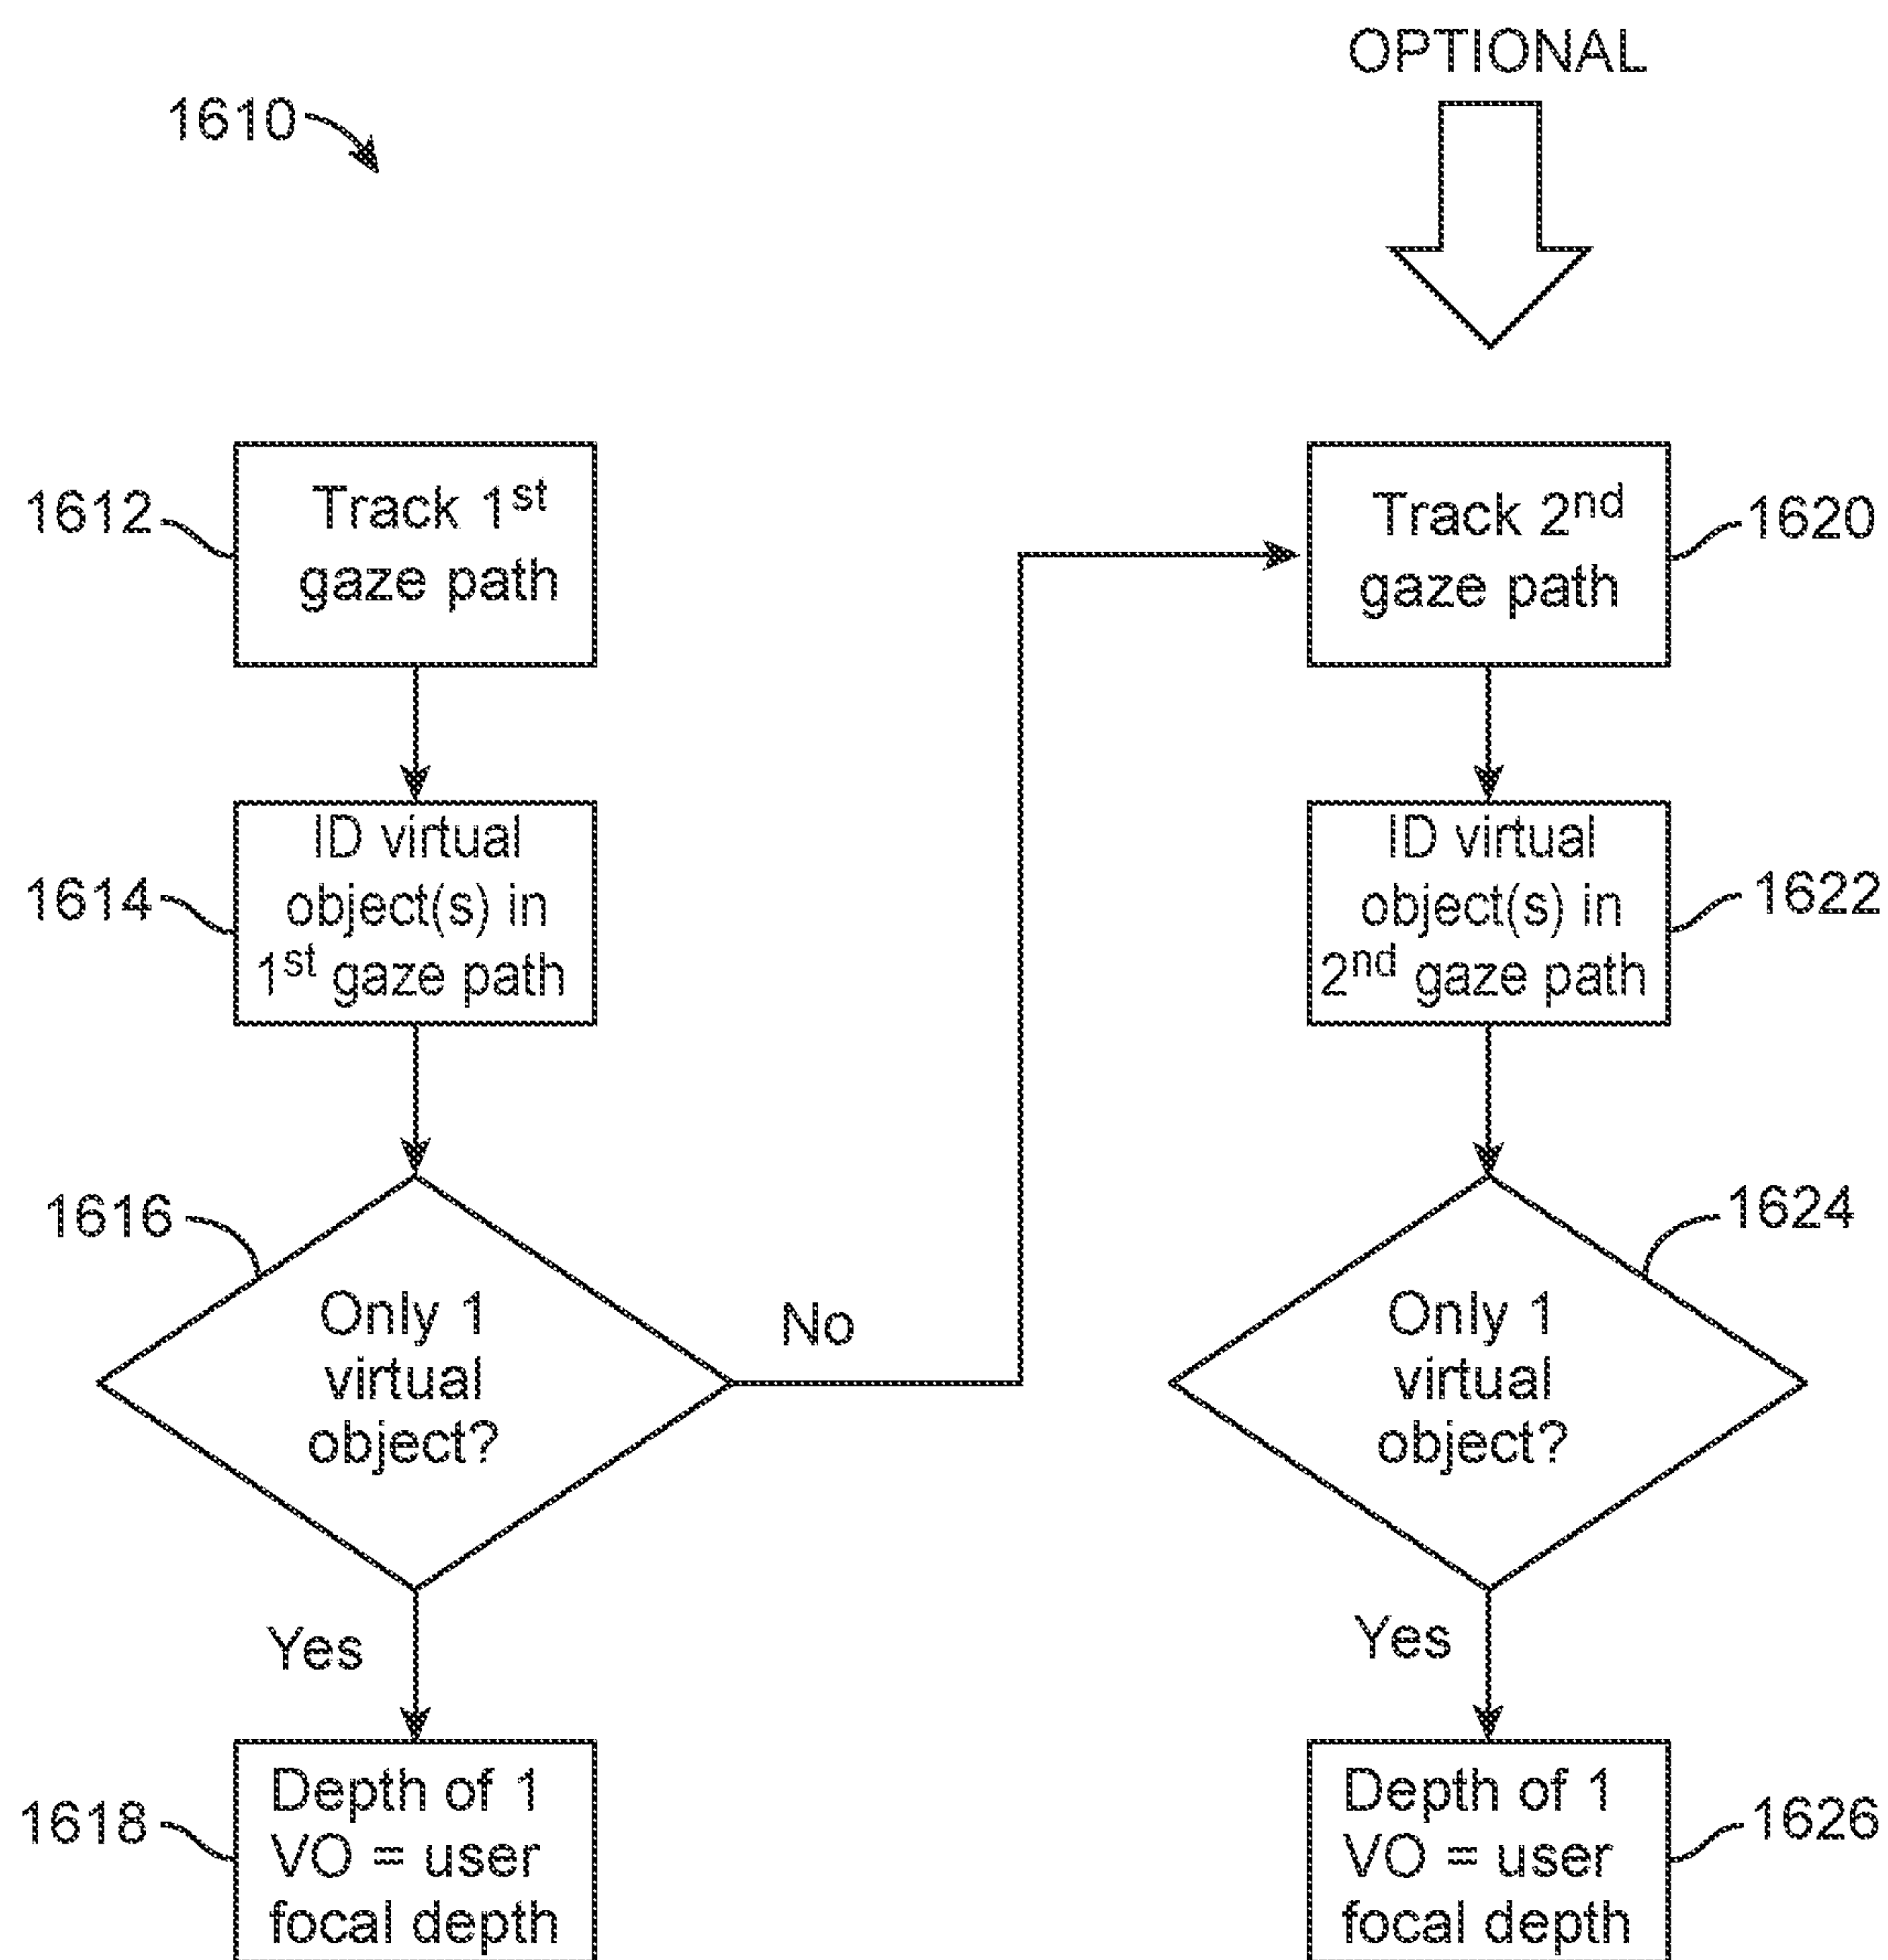 OPTIONAL
1610
1612
Track 1st
gaze path
1614
ID virtual
object(s) in
1st gaze path
1616
Only 1
virtual
object?
No
Yes
1618
Depth of 1
VO = user
focal depth
Track 2nd
gaze path
1620
ID virtual
object(s) in
2nd gaze path
1622
Only 1
virtual
object?
1624
Yes
Depth of 1
VO = user
focal depth
1626